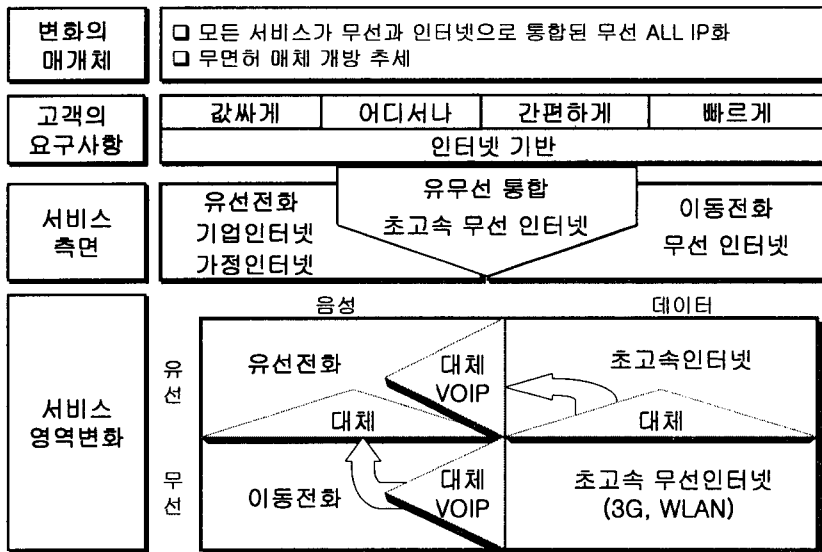 변화의
매개체
❏ 모든 서비스가 무선과 인터넷으로 통합된 무선 ALL IP화
❏ 무면허 매체 개방 추세
고객의
요구사항
값싸게
어디서나
간편하게
빠르게
인터넷 기반
서비스
측면
유선전화
기업인터넷
가정인터넷
유무선 통합
초고속 무선 인터넷
이동전화
무선 인터넷
서비스
영역변화
음성
데이터
유선
유선전화
대체
VOIP
초고속인터넷
대체
대체
무선
이동전화
대체
VOIP
초고속 무선인터넷
(3G, WLAN)